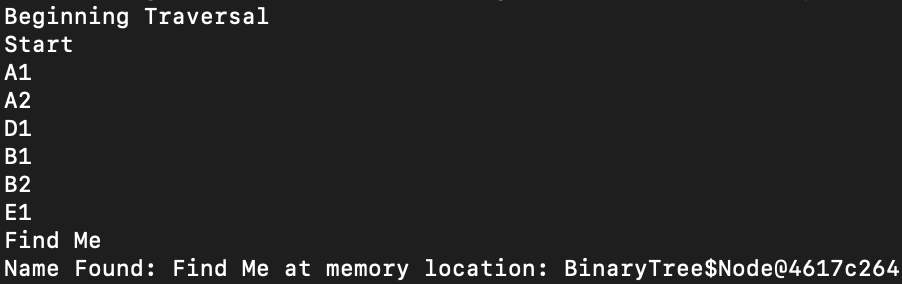 Beginning Traversal
Start
A1
A2
D1
B1
B2
E1
Find Me
Name Found: Find Me at memory location: BinaryTree$Node@4617c264